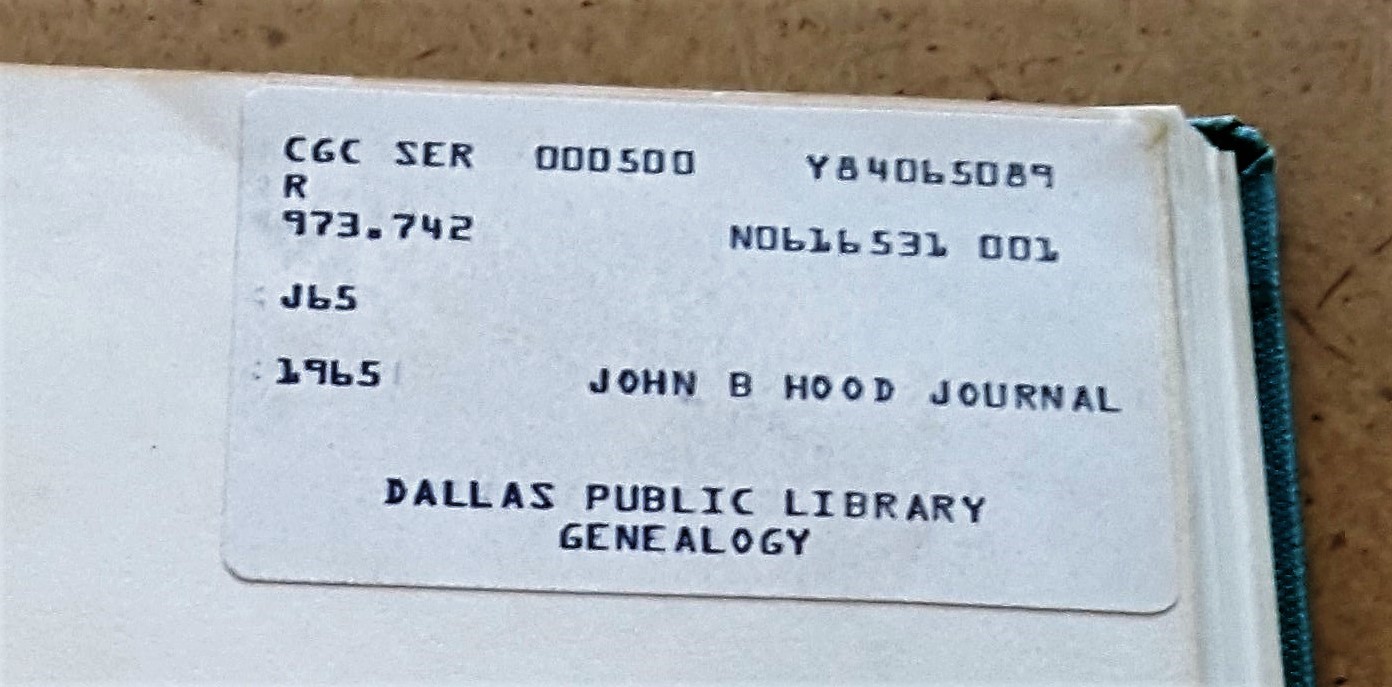 CGC SER 000500 Y84065089
R
973.742 N0616531 001
J65
1965 JOHN B HOOD JOURNAL
DALLAS PUBLIC LIBRARY
GENEALOGY